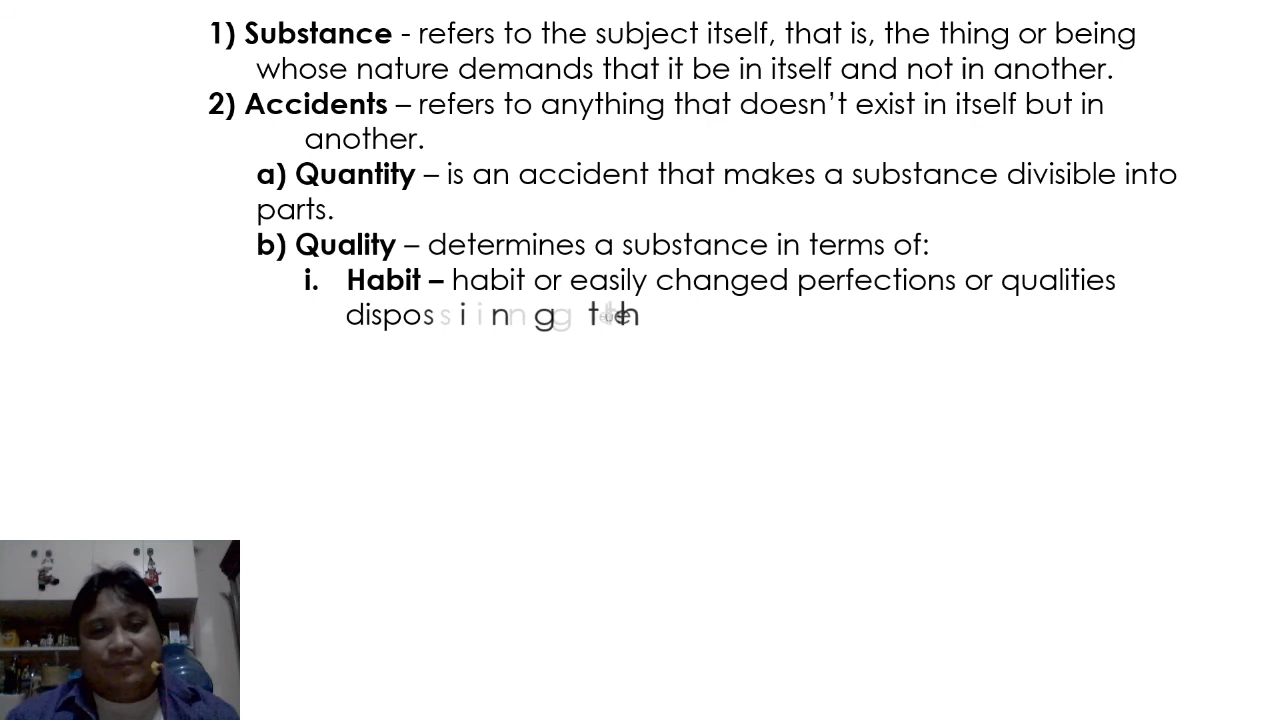 1) Substance - refers to the subject itself, that is, the thing or being
whose nature demands that it be in itself and not in another.
2) Accidents – refers to anything that doesn’t exist in itself but in
another.
a) Quantity – is an accident that makes a substance divisible into
parts.
b) Quality – determines a substance in terms of:
i. Habit – habit or easily changed perfections or qualities
disposing